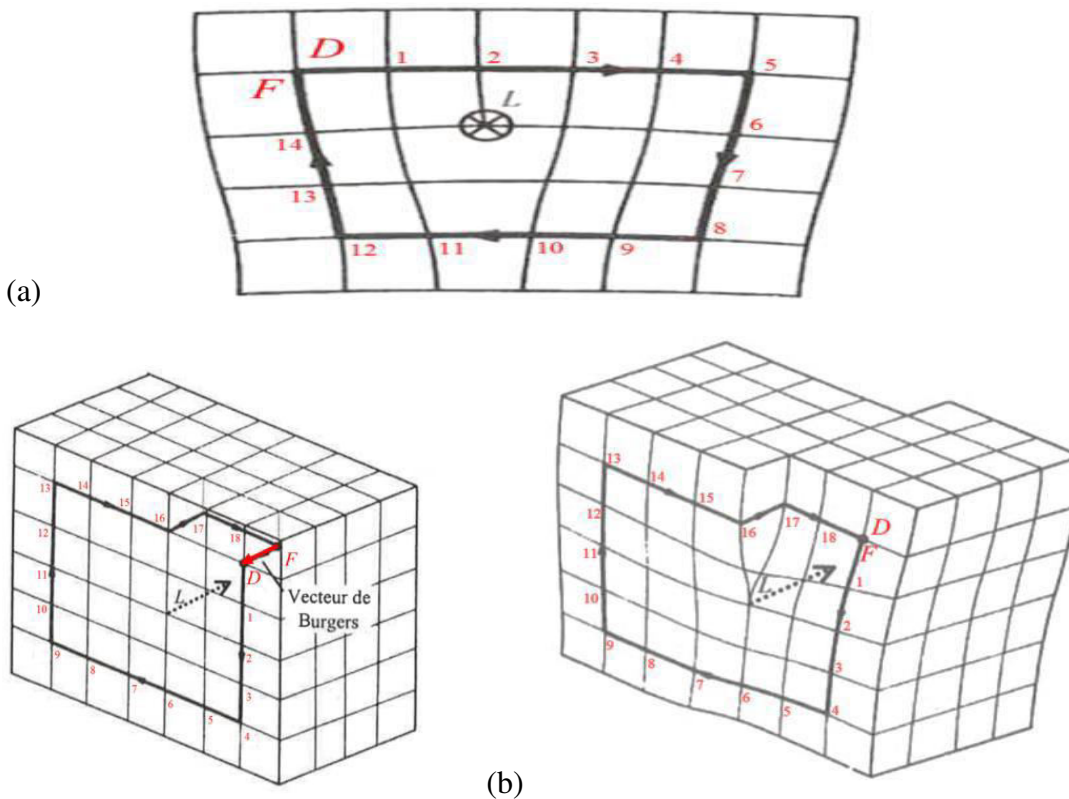 D 1 2 3 4 5
F L 6
14 7
13 8
12 11 10 9
(a)
13 14 15 16 17 18 F
12 D
11 L Vecteur de
10 1 Burgers
9 8 7 6 5 2 3 4
13 14 15 16 17 18 D
12 F
11 L 1
10 2
9 8 7 6 5 3 4
(b)